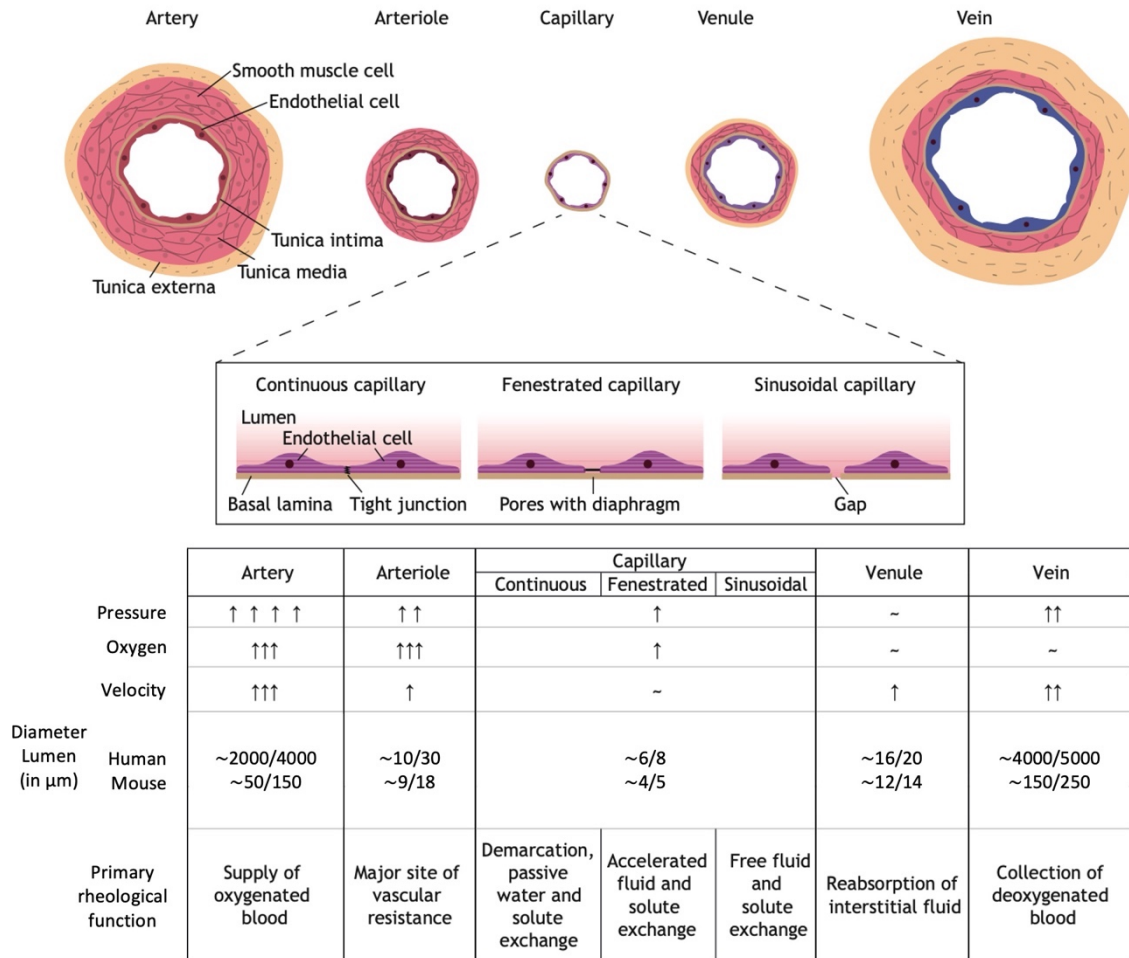 Artery Arteriole Capillary Venule Vein
Smooth muscle cell
Endothelial cell
Tunica intima
Tunica media
Tunica externa
Continuous capillary Fenestrated capillary Sinusoidal capillary
Lumen
Endothelial cell
Basal lamina Tight junction Pores with diaphragm Gap
Artery Arteriole Capillary Venule Vein
Continuous Fenestrated Sinusoidal
Pressure ↑ ↑ ↑ ↑ ↑ ↑ ↑ ~ ↑↑
Oxygen ↑↑↑ ↑↑↑ ↑ ~ ~
Velocity ↑↑↑ ↑ ~ ↑ ↑↑
Diameter
Lumen
(in µm)
Human ~2000/4000 ~10/30 ~6/8 ~16/20 ~4000/5000
Mouse ~50/150 ~9/18 ~4/5 ~12/14 ~150/250
Primary
rheological
function
Supply of
oxygenated
blood
Major site of
vascular
resistance
Demarcation,
passive
water and
solute
exchange
Accelerated
fluid and
solute
exchange
Free fluid
and
solute
exchange
Reabsorption of
interstitial fluid
Collection of
deoxygenated
blood